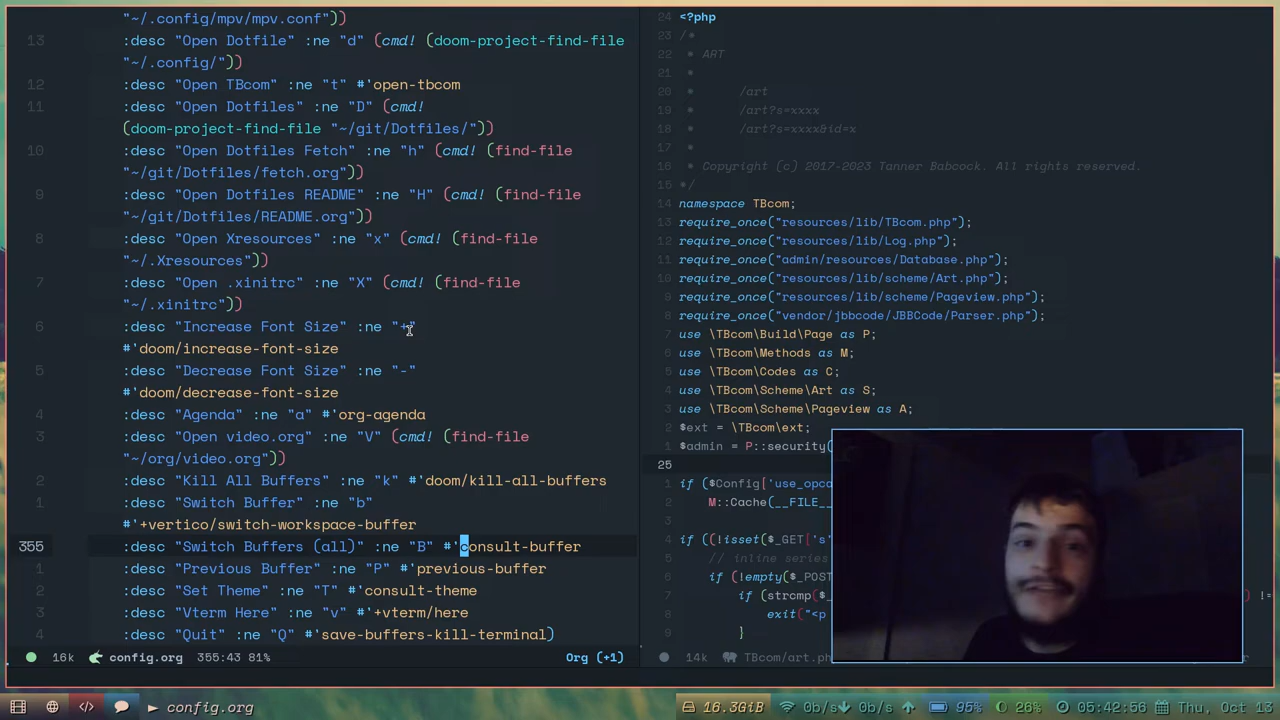 "~/.config/mpv/mpv.conf"))
13 :desc "Open Dotfile" :ne "d" (cmd! (doom-project-find-file
"~/.config/"))
12 :desc "Open TBcom" :ne "t" #'open-tbcom
11 :desc "Open Dotfiles" :ne "D" (cmd!
(doom-project-find-file "~/git/Dotfiles/"))
10 :desc "Open Dotfiles Fetch" :ne "h" (cmd! (find-file
"~/git/Dotfiles/fetch.org"))
9 :desc "Open Dotfiles README" :ne "H" (cmd! (find-file
"~/git/Dotfiles/README.org"))
8 :desc "Open Xresources" :ne "x" (cmd! (find-file
"~/.Xresources"))
7 :desc "Open .xinitrc" :ne "X" (cmd! (find-file
"~/.xinitrc"))
6 :desc "Increase Font Size" :ne "+"
#'doom/increase-font-size
5 :desc "Decrease Font Size" :ne "-"
#'doom/decrease-font-size
4 :desc "Agenda" :ne "a" #'org-agenda
3 :desc "Open video.org" :ne "V" (cmd! (find-file
"~/org/video.org"))
2 :desc "Kill All Buffers" :ne "k" #'doom/kill-all-buffers
1 :desc "Switch Buffer" :ne "b"
#'+vertico/switch-workspace-buffer
355 :desc "Switch Buffers (all)" :ne "B" #'consult-buffer
1 :desc "Previous Buffer" :ne "P" #'previous-buffer
2 :desc "Set Theme" :ne "T" #'consult-theme
3 :desc "Vterm Here" :ne "v" #'+vterm/here
4 :desc "Quit" :ne "Q" #'save-buffers-kill-terminal)
16k config.org 355:43 81% Org (+1)
24 <?php
23 /*
22 * ART
21 *
20 * /art
19 * /art?s=xxxx
18 * /art?s=xxxx&id=x
17 *
16 * Copyright (c) 2017-2023 Tanner Babcock. All rights reserved.
15 */
14 namespace TBcom;
13 require_once("resources/lib/TBcom.php");
12 require_once("resources/lib/Log.php");
11 require_once("admin/resources/Database.php");
10 require_once("resources/lib/scheme/Art.php");
9 require_once("resources/lib/scheme/Pageview.php");
8 require_once("vendor/jbbcode/JBBCode/Parser.php");
7 use \TBcom\Build\Page as P;
6 use \TBcom\Methods as M;
5 use \TBcom\Codes as C;
4 use \TBcom\Scheme\Art as S;
3 use \TBcom\Scheme\Pageview as A;
2 $ext = \TBcom\ext;
1 $admin = P::security(
25
1 if ($Config['use_opca
2 M::Cache(__FILE_
3
4 if ((!isset($_GET['s'
5 // inline series
6 if (!empty($_POST
7 if (strcmp($_ ) !=
8 exit("<p
9 }
14k TBcom/art.ph
► config.org 16.3GiB 0b/s 0b/s 95% 26% 05:42:56 Thu, Oct 13